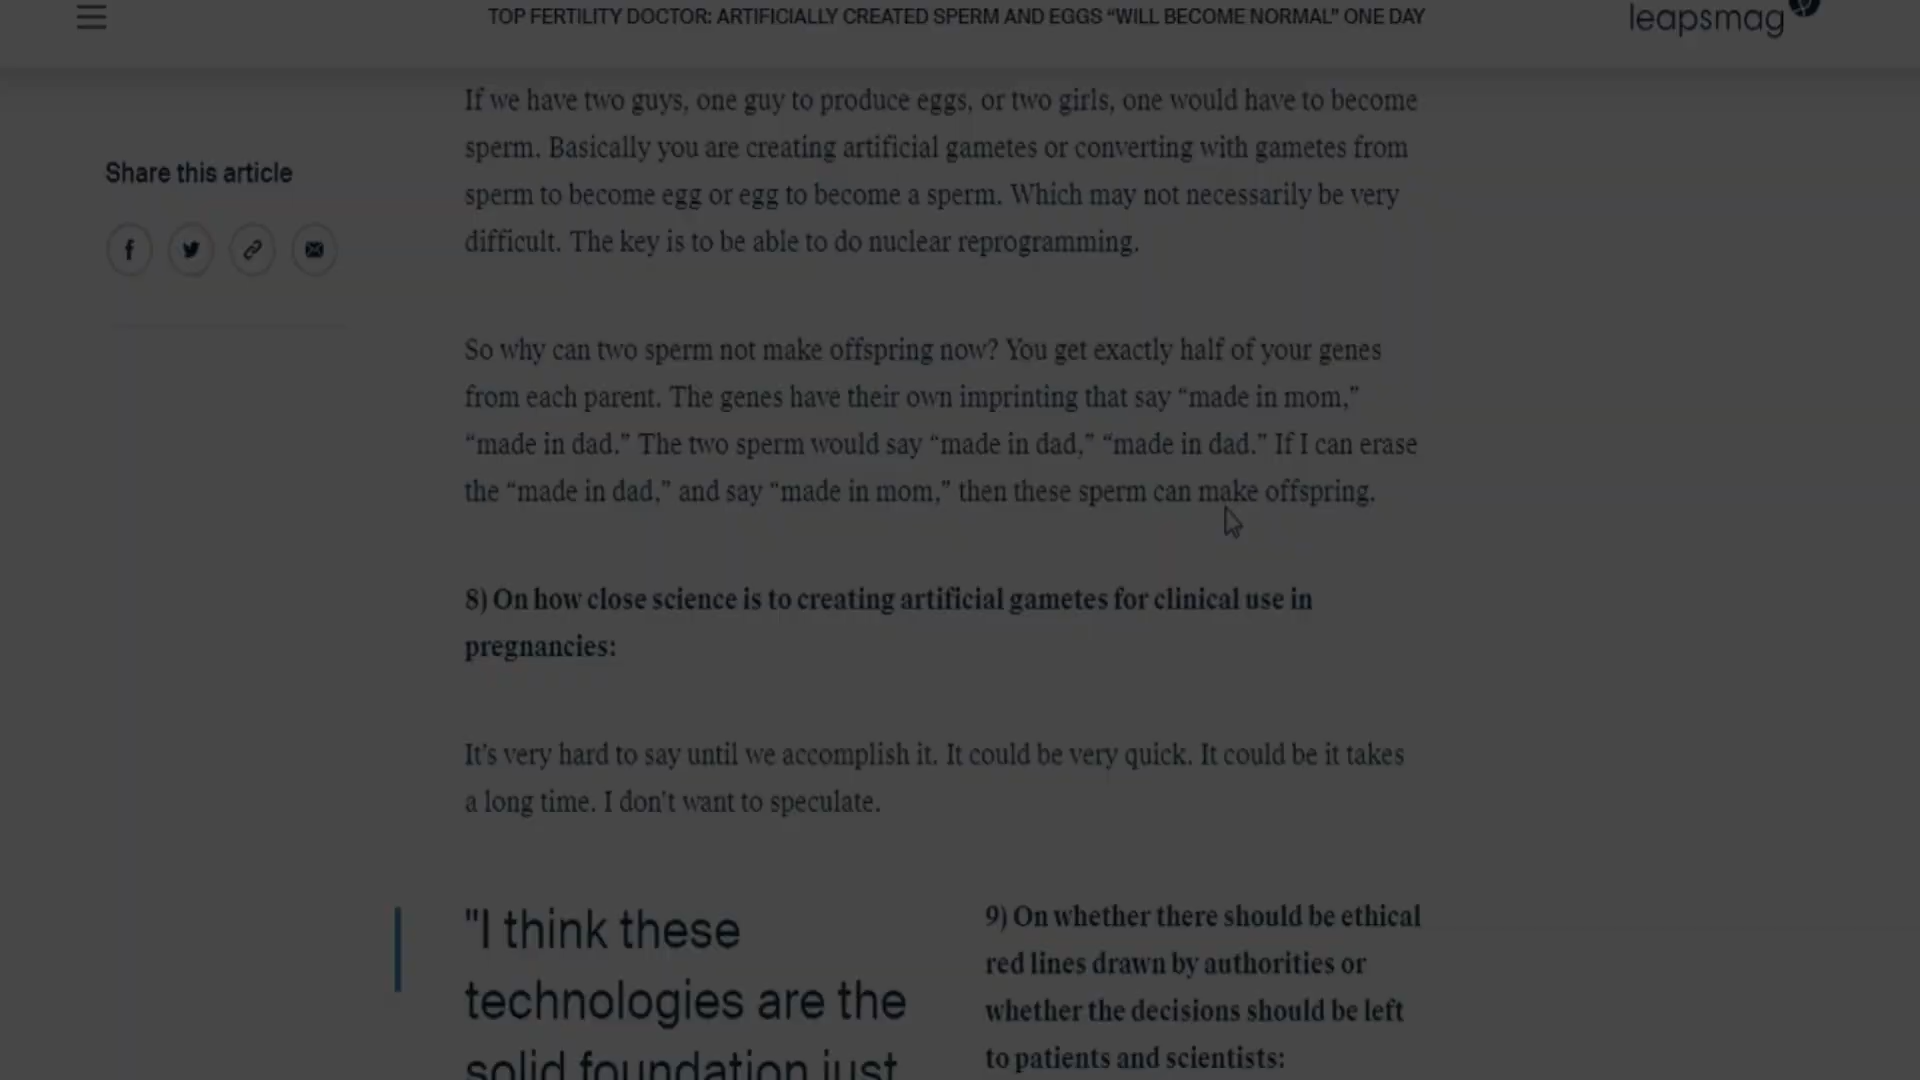 TOP FERTILITY DOCTOR: ARTIFICIALLY CREATED SPERM AND EGGS “WILL BECOME NORMAL” ONE DAY
leapsmag
Share this article
If we have two guys, one guy to produce eggs, or two girls, one would have to become
sperm. Basically you are creating artificial gametes or converting with gametes from
sperm to become egg or egg to become a sperm. Which may not necessarily be very
difficult. The key is to be able to do nuclear reprogramming.
So why can two sperm not make offspring now? You get exactly half of your genes
from each parent. The genes have their own imprinting that say “made in mom,”
“made in dad.” The two sperm would say “made in dad,” “made in dad.” If I can erase
the “made in dad,” and say “made in mom,” then these sperm can make offspring.
8) On how close science is to creating artificial gametes for clinical use in
pregnancies:
It’s very hard to say until we accomplish it. It could be very quick. It could be it takes
a long time. I don’t want to speculate.
"I think these
technologies are the
solid foundation just
9) On whether there should be ethical
red lines drawn by authorities or
whether the decisions should be left
to patients and scientists: